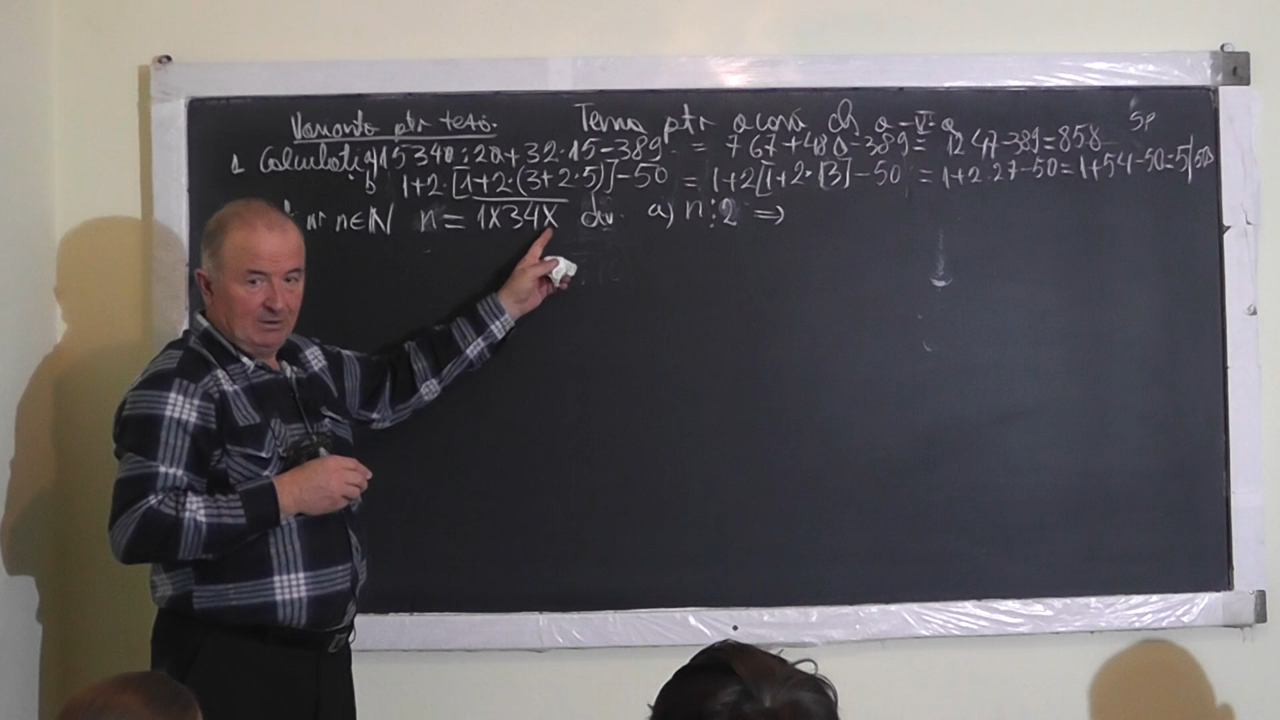 Variante ptr teză. Tema ptr acasă cls a-V-a 5p
1 Calculați a) 15340:20+32·15-389 = 767+480-389 = 1247-389=858
b 1+2·[1+2·(3+2·5)]-50 = 1+2[1+2·13]-50 = 1+2·27-50=1+54-50=5
nr n∈ℕ n = 1X34X a) n⋮2 ⇒